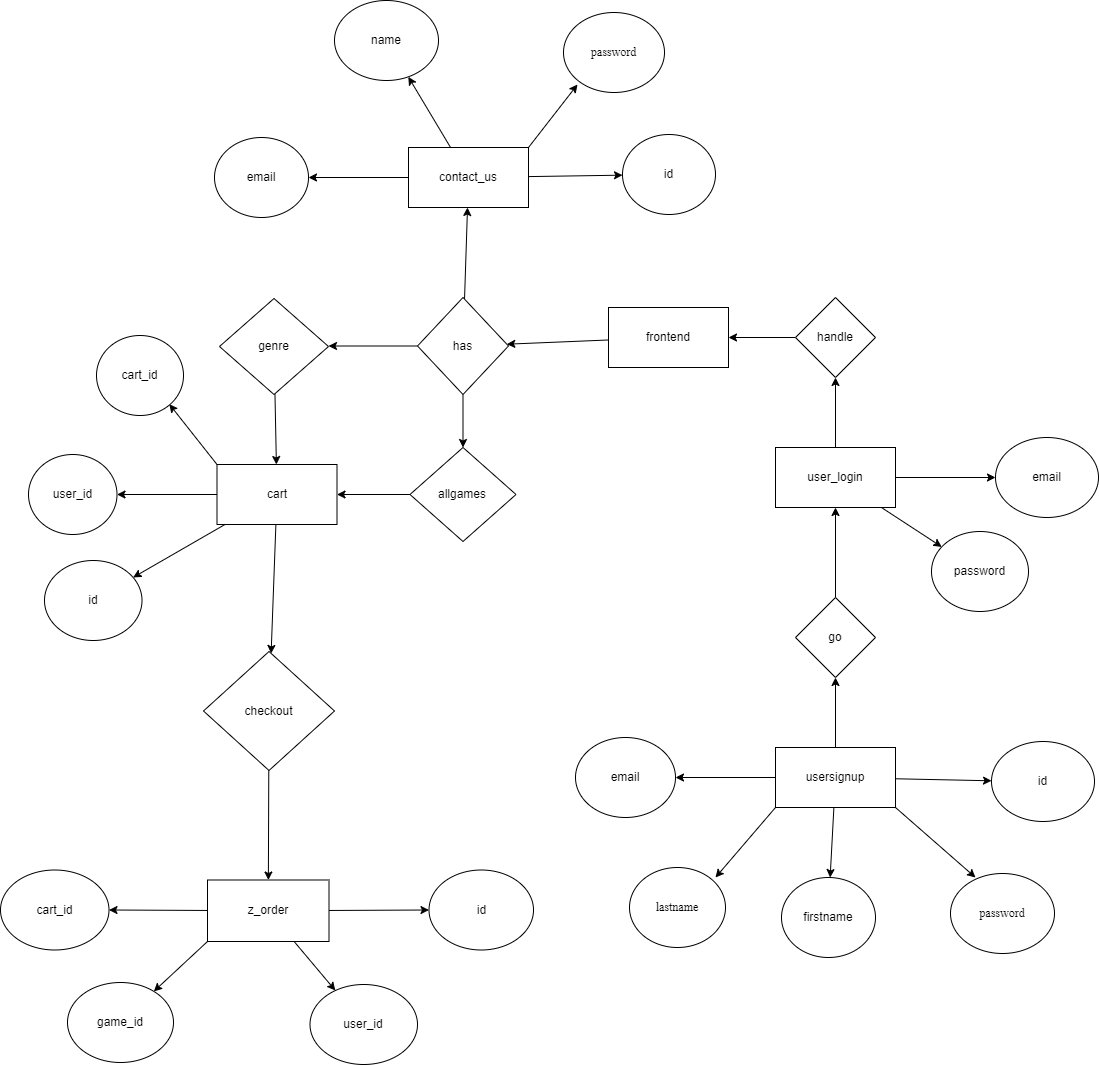 name
password
email
contact_us
id
genre
has
frontend
handle
cart_id
user_id
cart
allgames
user_login
email
id
password
go
checkout
email
usersignup
id
lastname
firstname
password
cart_id
z_order
id
game_id
user_id